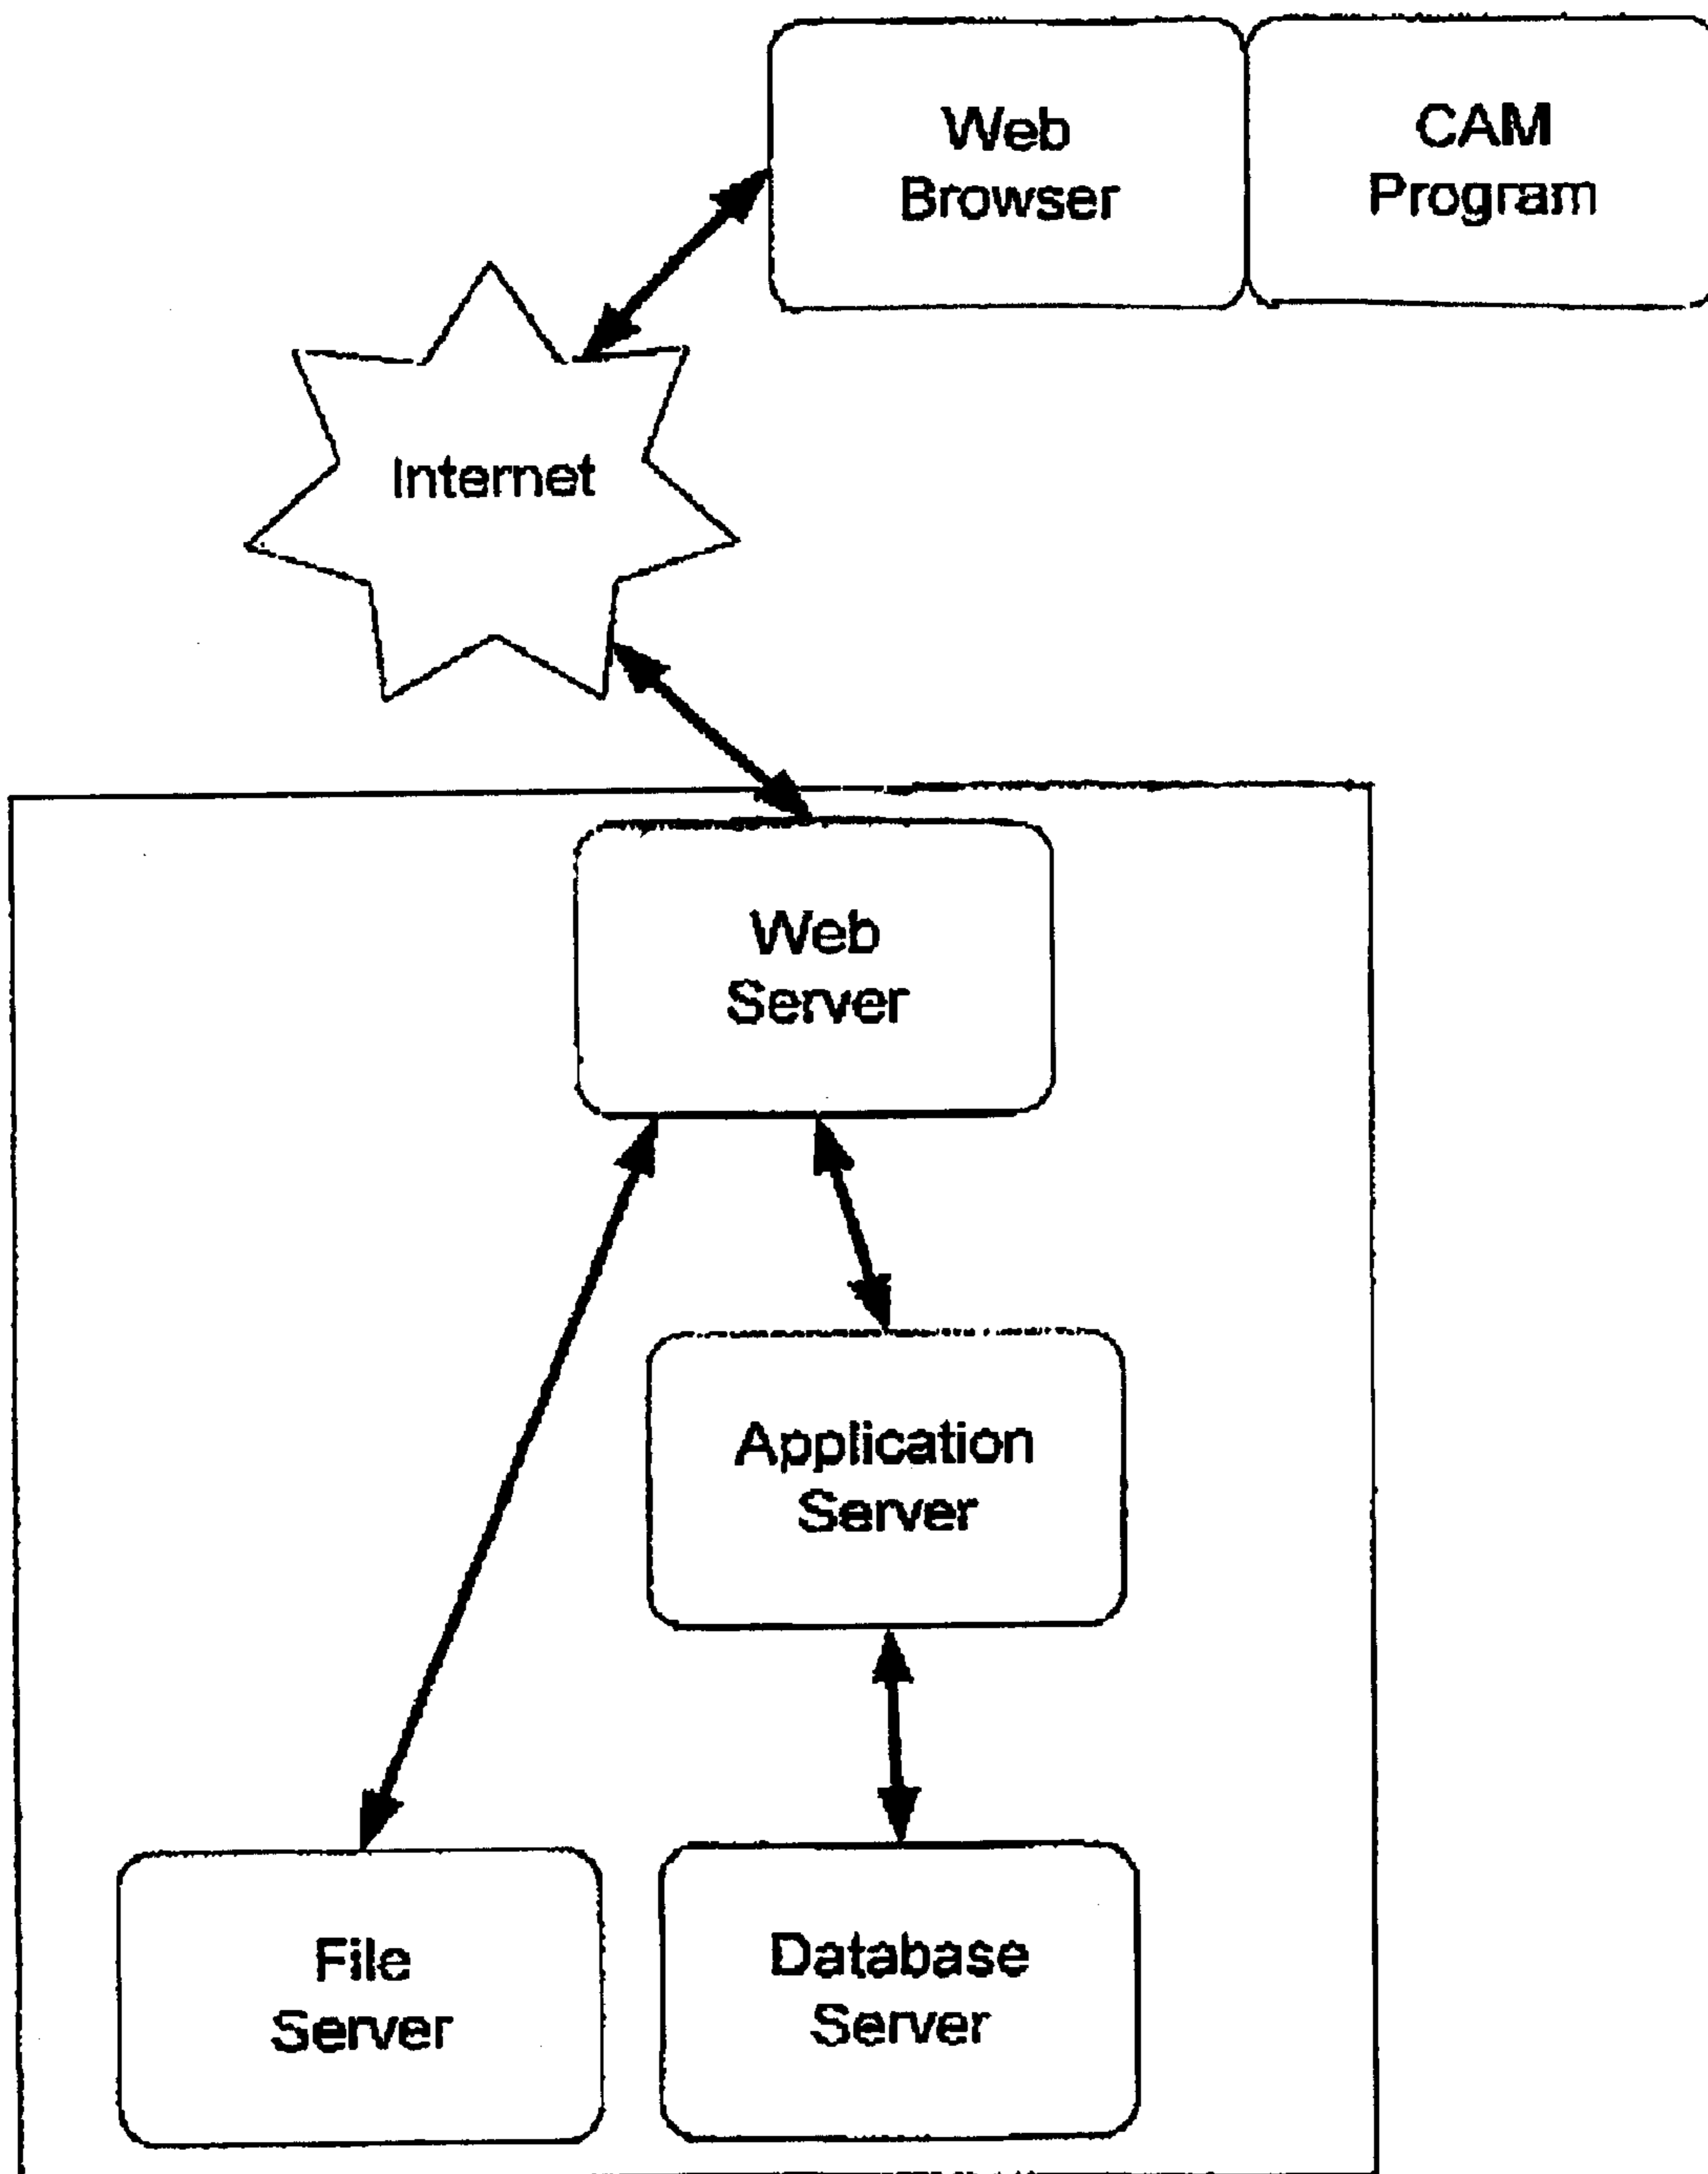 Web
Browser
CAM
Program
Internet
Web
Server
Application
Server
File
Server
Database
Server